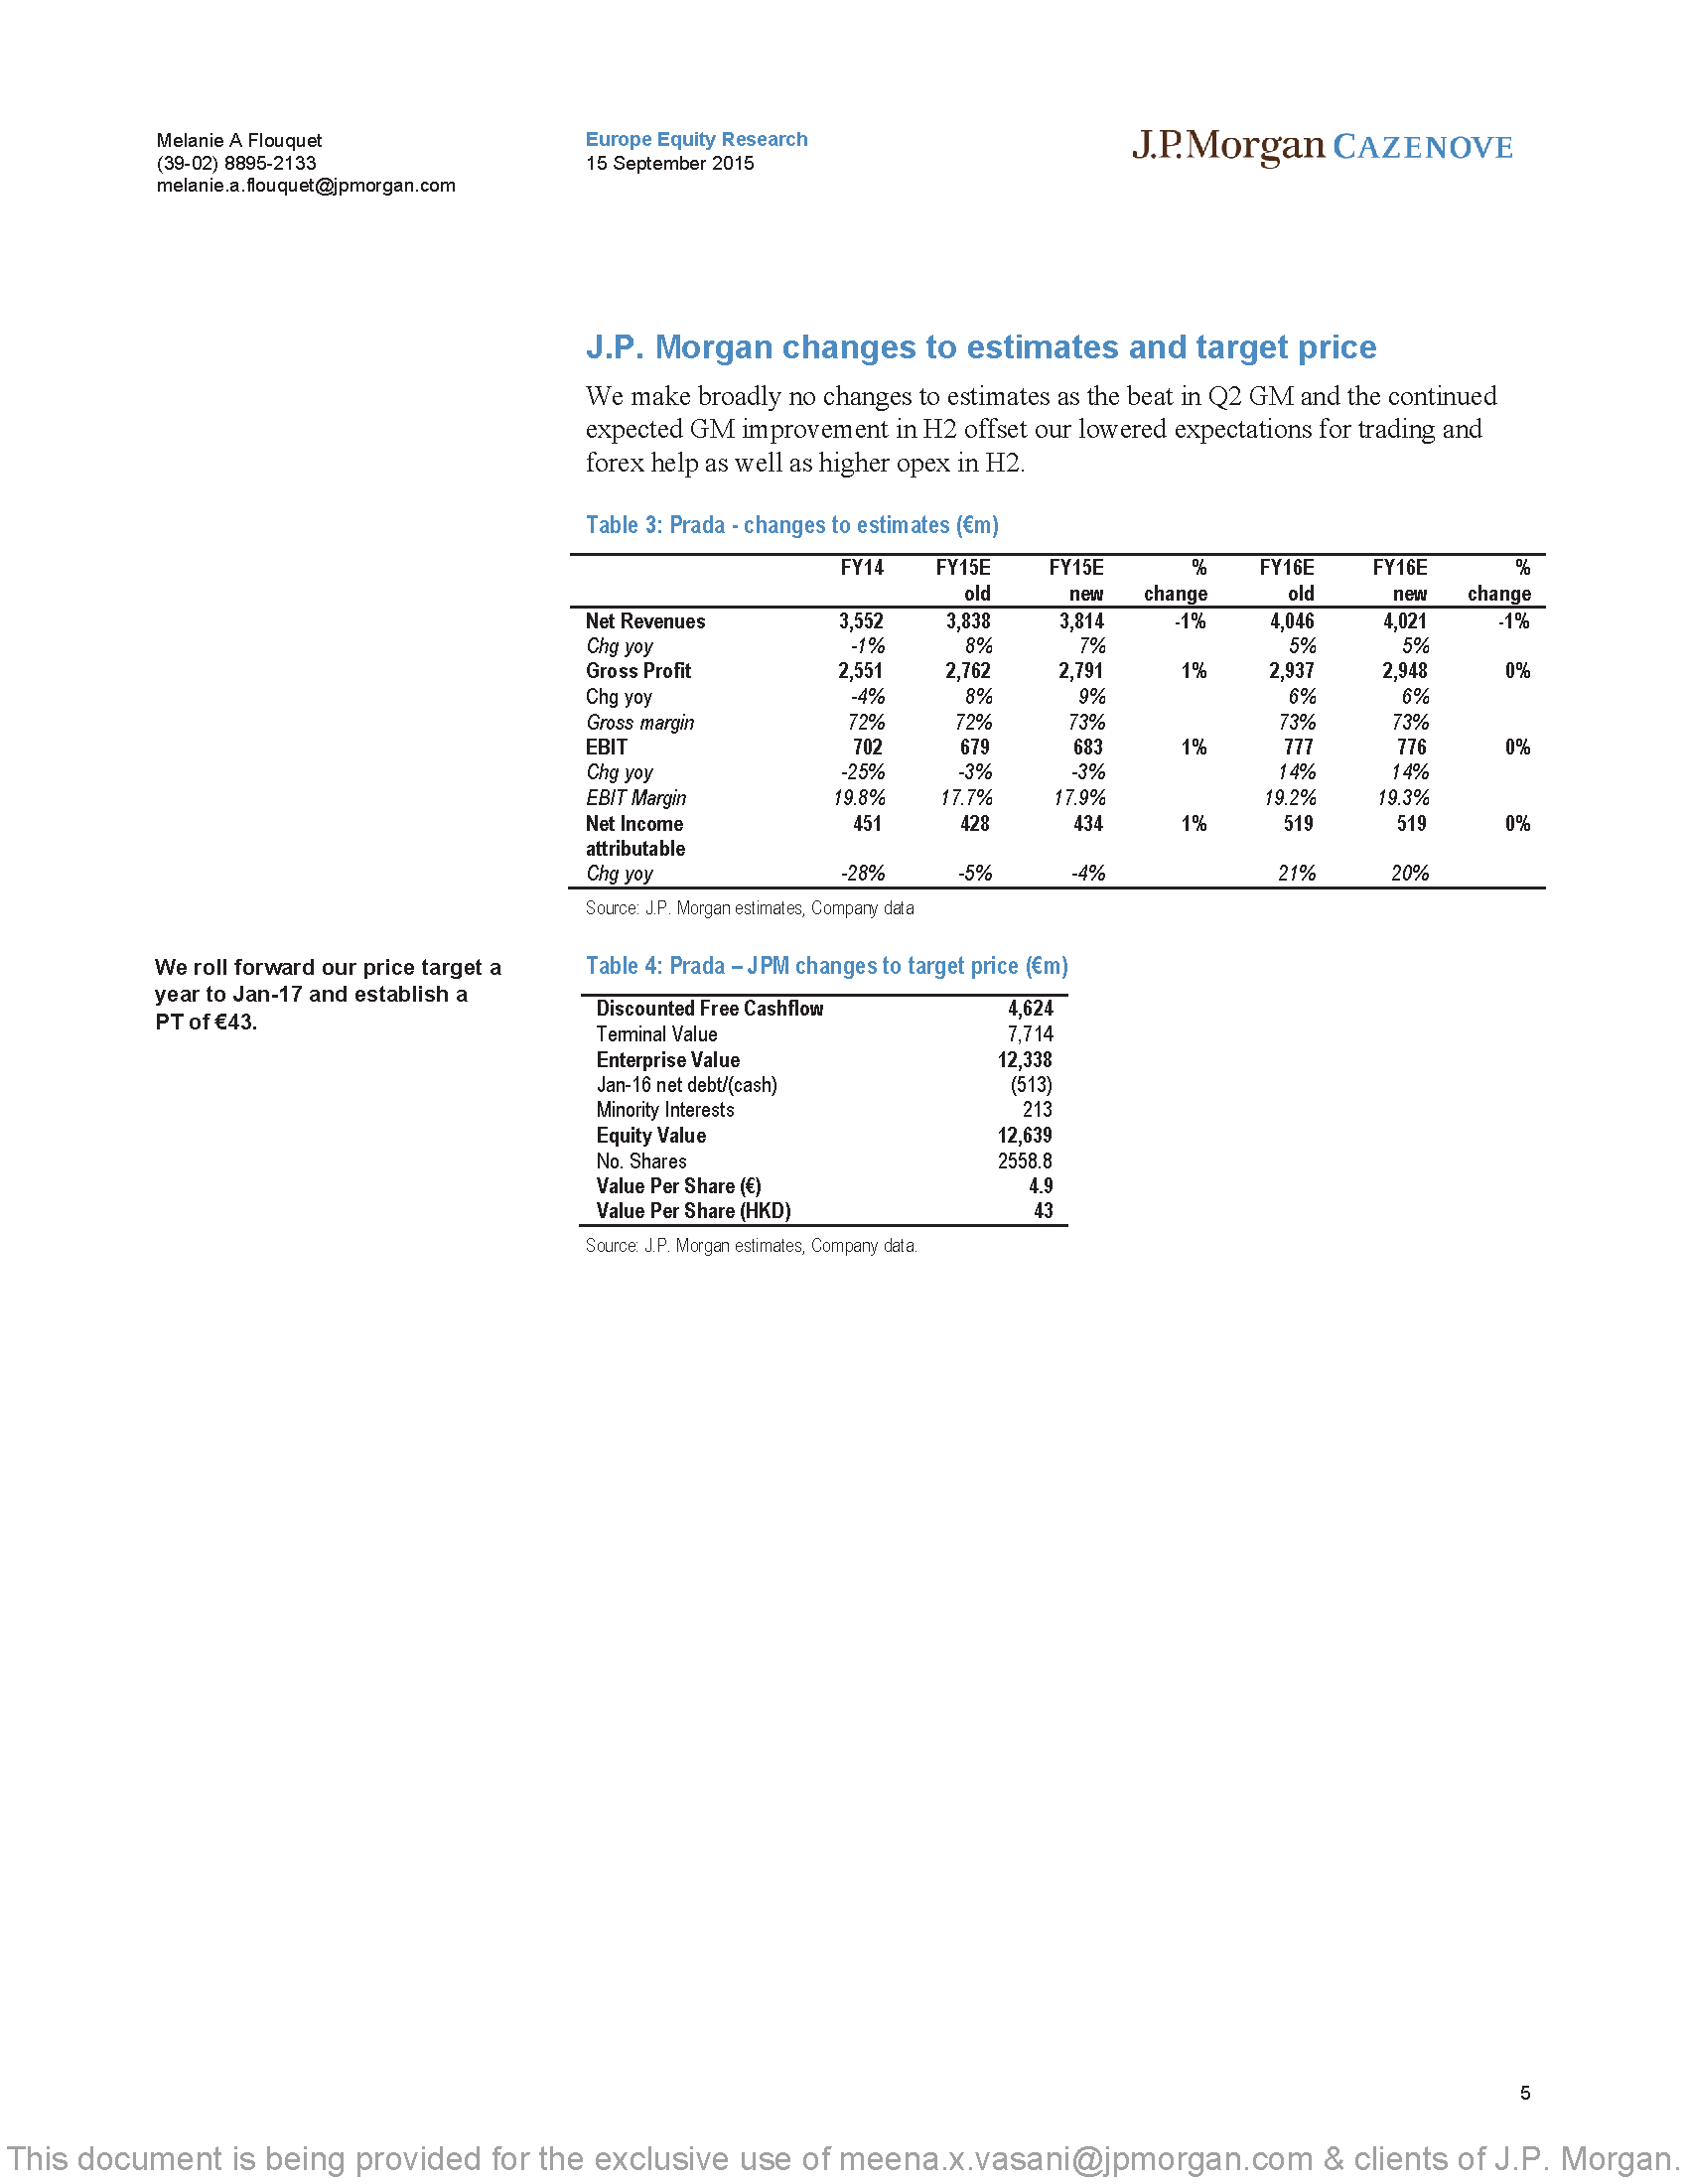 Melanie A Flouquet
(39-02) 8895-2133
melanie.a.flouquet@jpmorgan.com
Europe Equity Research
15 September 2015
J.P.Morgan CAZENOVE
J.P. Morgan changes to estimates and target price
We make broadly no changes to estimates as the beat in Q2 GM and the continued
expected GM improvement in H2 offset our lowered expectations for trading and
forex help as well as higher opex in H2.
Table 3: Prada - changes to estimates (€m)
FY14 FY15E FY15E % FY16E FY16E %
old new change old new change
Net Revenues 3,552 3,838 3,814 -1% 4,046 4,021 -1%
Chg yoy -1% 8% 7% 5% 5%
Gross Profit 2,551 2,762 2,791 1% 2,937 2,948 0%
Chg yoy -4% 8% 9% 6% 6%
Gross margin 72% 72% 73% 73% 73%
EBIT 702 679 683 1% 777 776 0%
Chg yoy -25% -3% -3% 14% 14%
EBIT Margin 19.8% 17.7% 17.9% 19.2% 19.3%
Net Income 451 428 434 1% 519 519 0%
attributable
Chg yoy -28% -5% -4% 21% 20%
Source: J.P. Morgan estimates, Company data
We roll forward our price target a
year to Jan-17 and establish a
PT of €43.
Table 4: Prada – JPM changes to target price (€m)
Discounted Free Cashflow 4,624
Terminal Value 7,714
Enterprise Value 12,338
Jan-16 net debt/(cash) (513)
Minority Interests 213
Equity Value 12,639
No. Shares 2558.8
Value Per Share (€) 4.9
Value Per Share (HKD) 43
Source: J.P. Morgan estimates, Company data.
5
This document is being provided for the exclusive use of meena.x.vasani@jpmorgan.com & clients of J.P. Morgan.